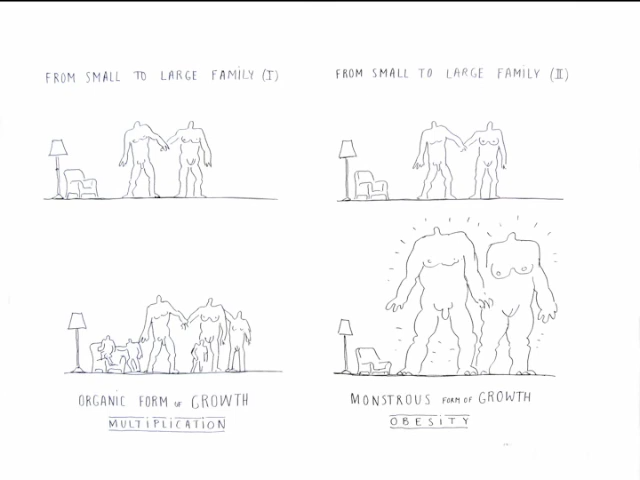 FROM SMALL TO LARGE FAMILY (I)
FROM SMALL TO LARGE FAMILY (II)
ORGANIC FORM OF GROWTH
MULTIPLICATION
MONSTROUS FORM OF GROWTH
OBESITY